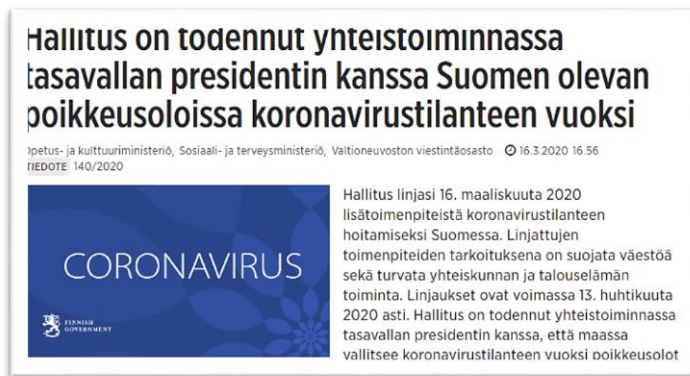 Hallitus on todennut yhteistoiminnassa
tasavallan presidentin kanssa Suomen olevan
poikkeusoloissa koronavirustilanteen vuoksi
Opetus- ja kulttuuriministeriö, Sosiaali- ja terveysministeriö, Valtioneuvoston viestintäosasto 16.3.2020 16.56
TIEDOTE 140/2020
CORONAVIRUS
FINNISH
GOVERNMENT
Hallitus linjasi 16. maaliskuuta 2020
lisätoimenpiteistä koronavirustilanteen
hoitamiseksi Suomessa. Linjattujen
toimenpiteiden tarkoituksena on suojata väestöä
sekä turvata yhteiskunnan ja talouselämän
toiminta. Linjaukset ovat voimassa 13. huhtikuuta
2020 asti. Hallitus on todennut yhteistoiminnassa
tasavallan presidentin kanssa, että maassa
vallitsee koronavirustilanteen vuoksi poikkeusolot